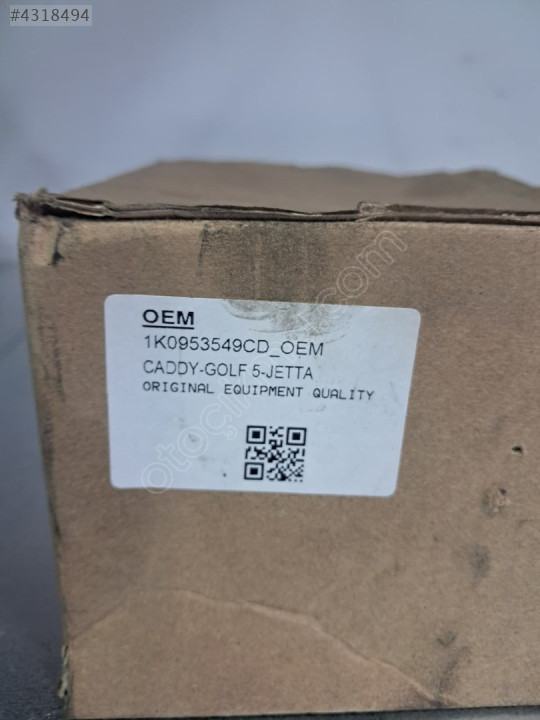 #4318494
OEM
1K0953549CD_OEM
CADDY-GOLF 5-JETTA
ORIGINAL EQUIPMENT QUALITY